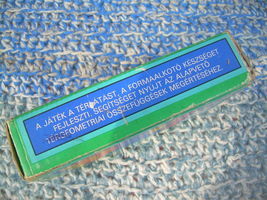 A JÁTÉK A TÉRLÁTÁST, A FORMAALKOTÓ KÉSZSÉGET
FEJLESZTI, SEGÍTSÉGET NYÚJT AZ ALAPVETŐ
TÉRGEOMETRIAI ÖSSZEFÜGGÉSEK MEGÉRTÉSÉHEZ.